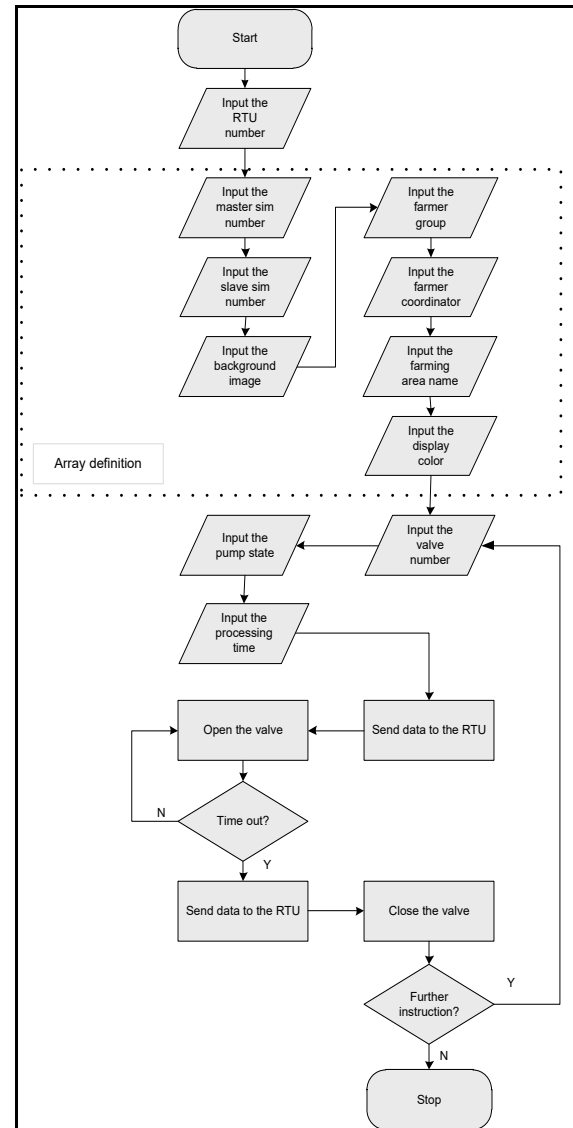 Start
Input the
RTU
number
Input the
master sim
number
Input the
slave sim
number
Input the
background
image
Input the
farmer
group
Input the
farmer
coordinator
Input the
farming
area name
Input the
display
color
Array definition
Input the
valve
number
Input the
pump state
Input the
processing
time
Send data to the RTU
Open the valve
Time out?
N
Y
Send data to the RTU
Close the valve
Further
instruction?
Y
N
Stop